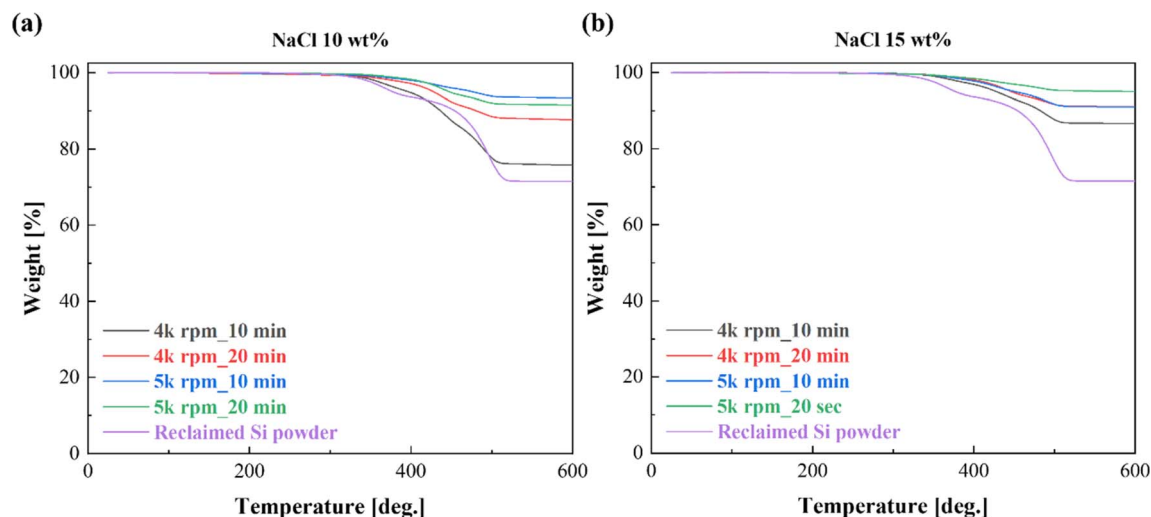 (a)
NaCl 10 wt%
100
80
60
40
20
0
Weight [%]
4k rpm_10 min
4k rpm_20 min
5k rpm_10 min
5k rpm_20 min
Reclaimed Si powder
0 200 400 600
Temperature [deg.]
(b)
NaCl 15 wt%
100
80
60
40
20
0
Weight [%]
4k rpm_10 min
4k rpm_20 min
5k rpm_10 min
5k rpm_20 sec
Reclaimed Si powder
0 200 400 600
Temperature [deg.]